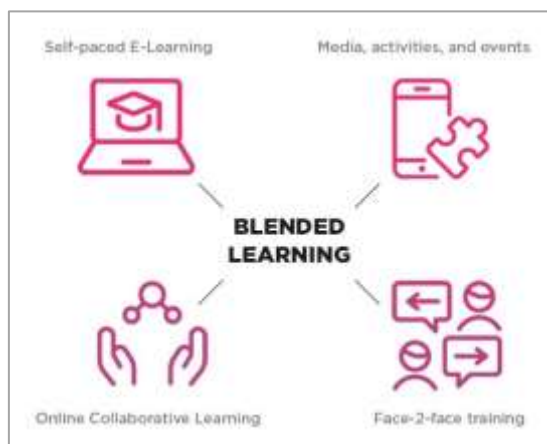 Self-paced E-Learning
Media, activities, and events
BLENDED
LEARNING
Online Collaborative Learning
Face-2-face training